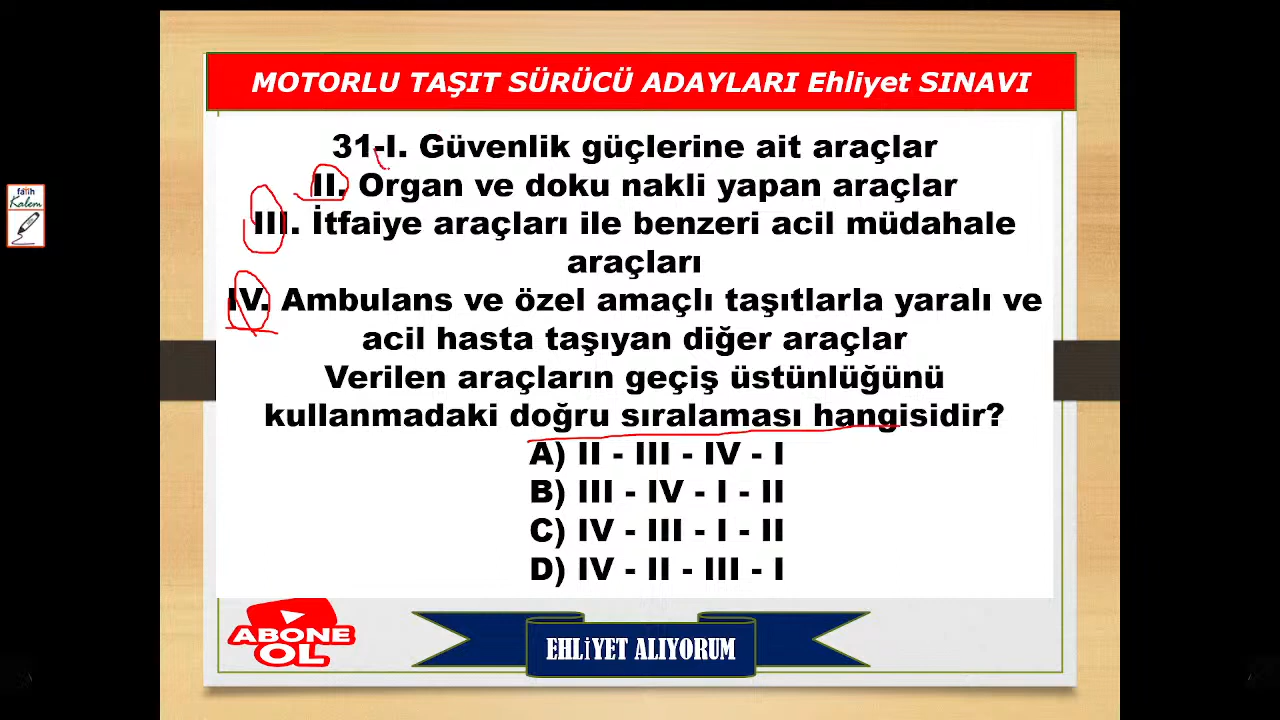 MOTORLU TAŞIT SÜRÜCÜ ADAYLARI Ehliyet SINAVI
31-I. Güvenlik güçlerine ait araçlar
II. Organ ve doku nakli yapan araçlar
III. İtfaiye araçları ile benzeri acil müdahale
araçları
IV. Ambulans ve özel amaçlı taşıtlarla yaralı ve
acil hasta taşıyan diğer araçlar
Verilen araçların geçiş üstünlüğünü
kullanmadaki doğru sıralaması hangisidir?
A) II - III - IV - I
B) III - IV - I - II
C) IV - III - I - II
D) IV - II - III - I
fatih
Kalem
ABONE
OL
EHLİYET ALIYORUM